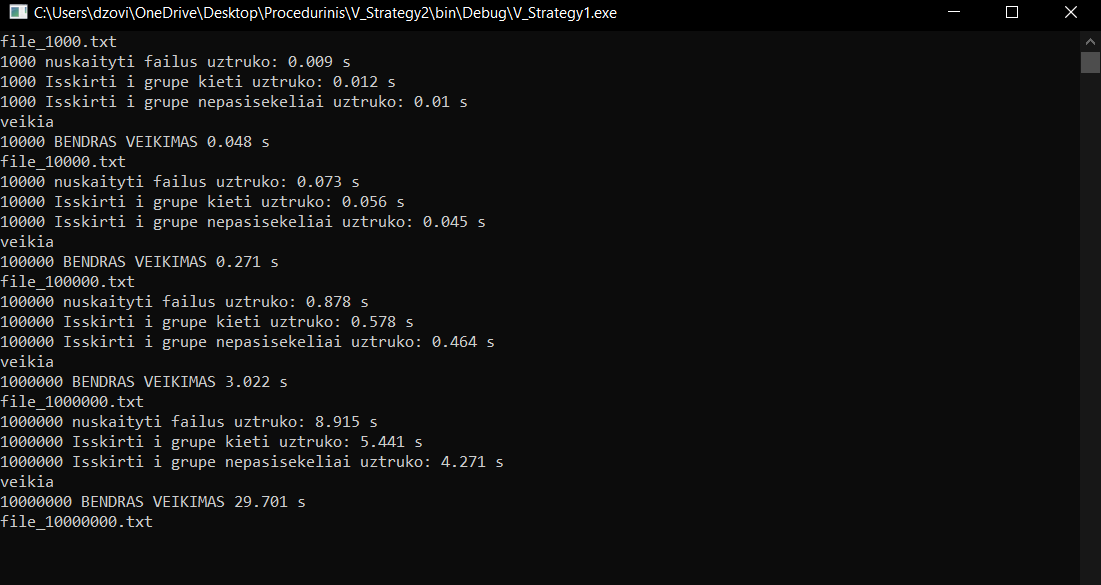 C:\Users\dzovi\OneDrive\Desktop\Procedurinis\V_Strategy2\bin\Debug\V_Strategy1.exe
file_1000.txt
1000 nuskaityti failus uztruko: 0.009 s
1000 Isskirti i grupe kieti uztruko: 0.012 s
1000 Isskirti i grupe nepasisekeliai uztruko: 0.01 s
veikia
10000 BENDRAS VEIKIMAS 0.048 s
file_10000.txt
10000 nuskaityti failus uztruko: 0.073 s
10000 Isskirti i grupe kieti uztruko: 0.056 s
10000 Isskirti i grupe nepasisekeliai uztruko: 0.045 s
veikia
100000 BENDRAS VEIKIMAS 0.271 s
file_100000.txt
100000 nuskaityti failus uztruko: 0.878 s
100000 Isskirti i grupe kieti uztruko: 0.578 s
100000 Isskirti i grupe nepasisekeliai uztruko: 0.464 s
veikia
1000000 BENDRAS VEIKIMAS 3.022 s
file_1000000.txt
1000000 nuskaityti failus uztruko: 8.915 s
1000000 Isskirti i grupe kieti uztruko: 5.441 s
1000000 Isskirti i grupe nepasisekeliai uztruko: 4.271 s
veikia
10000000 BENDRAS VEIKIMAS 29.701 s
file_10000000.txt